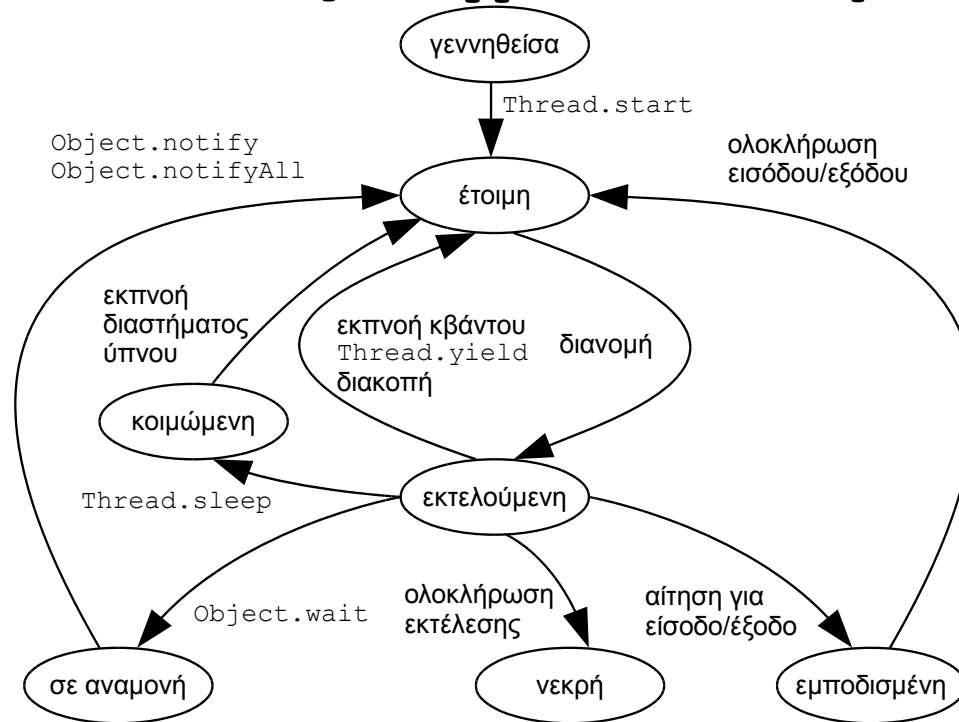 γεννηθείσα
Thread.start
Object.notify
Object.notifyAll
ολοκλήρωση
εισόδου/εξόδου
έτοιμη
εκπνοή
διαστήματος
ύπνου
εκπνοή κβάντου
Thread.yield
διακοπή
διανομή
κοιμώμενη
Thread.sleep
εκτελούμενη
Object.wait
ολοκλήρωση
εκτέλεσης
αίτηση για
είσοδο/έξοδο
σε αναμονή
νεκρή
εμποδισμένη